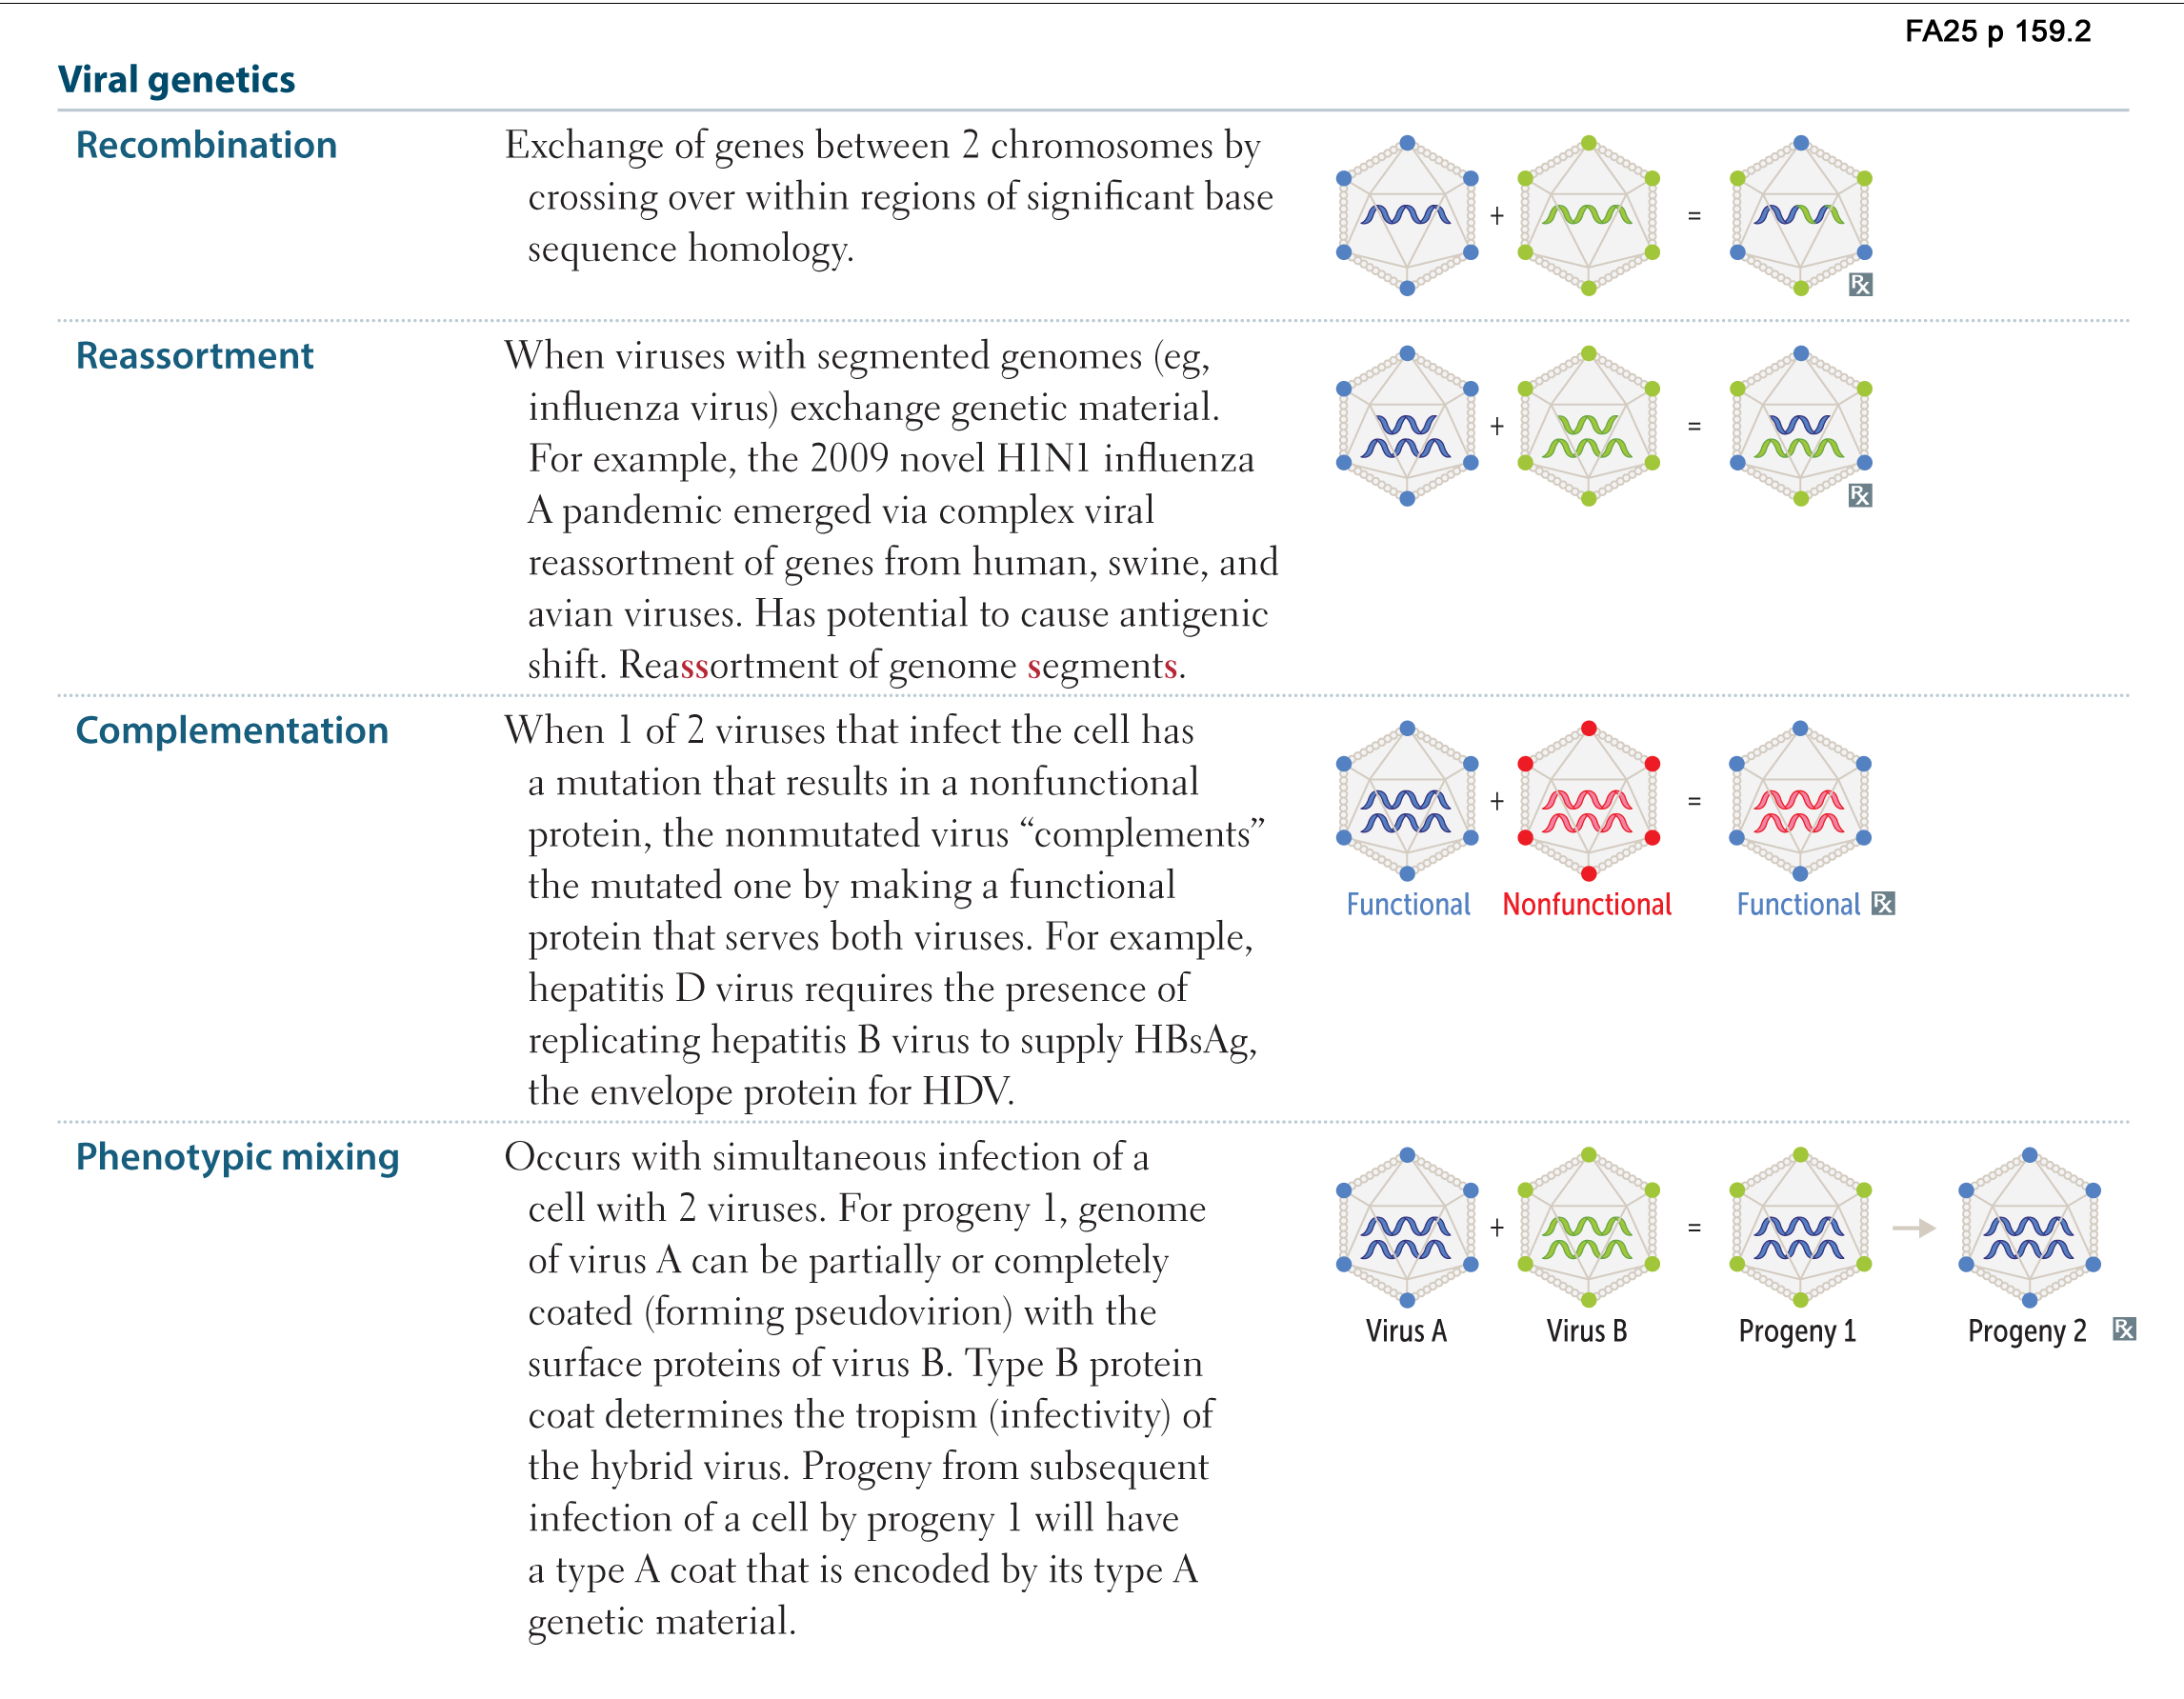 FA25 p 159.2
Viral genetics
Recombination
Exchange of genes between 2 chromosomes by
crossing over within regions of significant base
sequence homology.
+ =
Rx
Reassortment
When viruses with segmented genomes (eg,
influenza virus) exchange genetic material.
For example, the 2009 novel H1N1 influenza
A pandemic emerged via complex viral
reassortment of genes from human, swine, and
avian viruses. Has potential to cause antigenic
shift. Reassortment of genome segments.
+ =
Rx
Complementation
When 1 of 2 viruses that infect the cell has
a mutation that results in a nonfunctional
protein, the nonmutated virus “complements”
the mutated one by making a functional
protein that serves both viruses. For example,
hepatitis D virus requires the presence of
replicating hepatitis B virus to supply HBsAg,
the envelope protein for HDV.
+ =
Functional Nonfunctional Functional Rx
Phenotypic mixing
Occurs with simultaneous infection of a
cell with 2 viruses. For progeny 1, genome
of virus A can be partially or completely
coated (forming pseudovirion) with the
surface proteins of virus B. Type B protein
coat determines the tropism (infectivity) of
the hybrid virus. Progeny from subsequent
infection of a cell by progeny 1 will have
a type A coat that is encoded by its type A
genetic material.
+ =
Virus A Virus B Progeny 1 Progeny 2 Rx